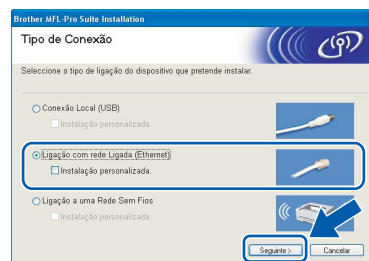 Brother MFL-Pro Suite Installation
Tipo de Conexão
Seleccione o tipo de ligação do dispositivo que pretende instalar.
Conexão Local (USB)
Instalação personalizada.
Ligação com rede Ligada (Ethernet)
Instalação personalizada.
Ligação a uma Rede Sem Fios
Instalação personalizada.
Seguinte > Cancelar